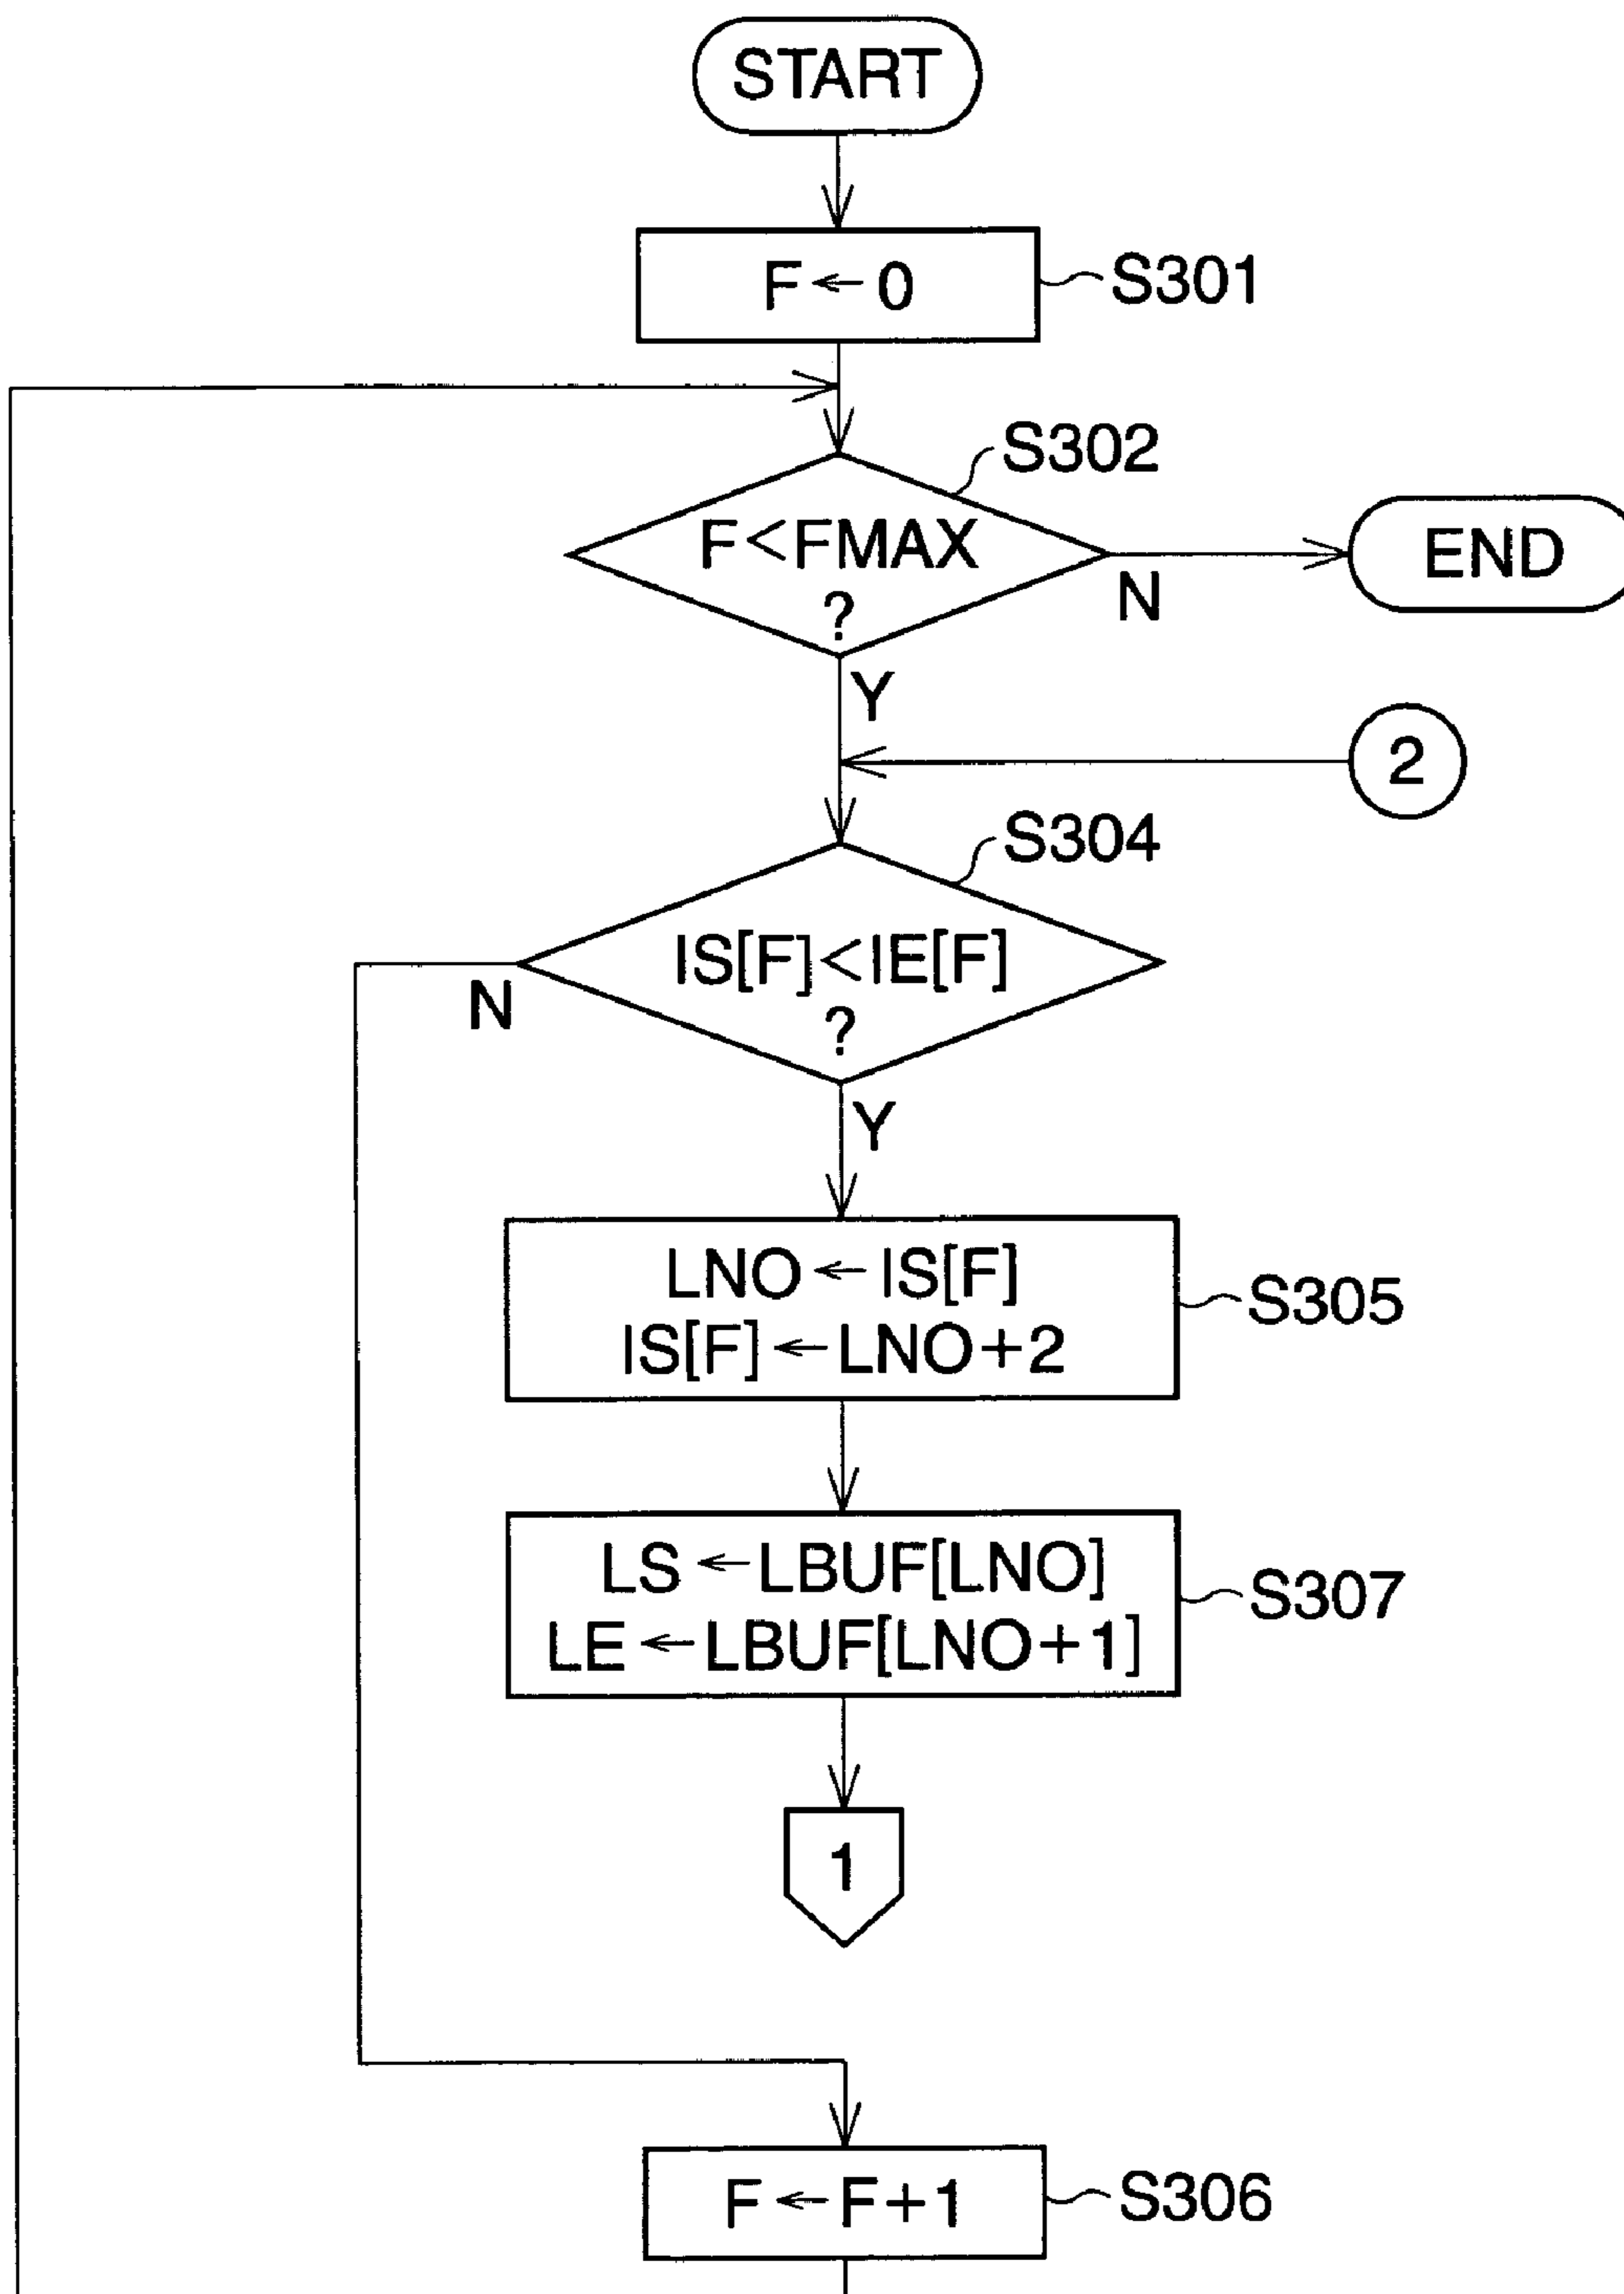 START
F←0
S301
S302
F<FMAX
?
N
END
Y
2
S304
IS[F]<IE[F]
?
N
Y
LNO←IS[F]
IS[F]←LNO+2
S305
LS←LBUF[LNO]
LE←LBUF[LNO+1]
S307
1
F←F+1
S306